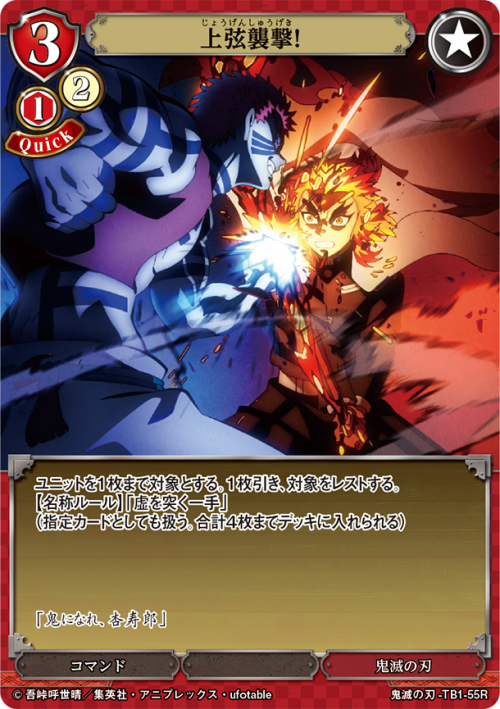 3
じょうげんしゅうげき
上弦襲撃!
1
2
Quick
ユニットを1枚まで対象とする。1枚引き、対象をレストする。
【名称ルール】「虚を突く一手」
(指定カードとしても扱う。合計4枚までデッキに入れられる)
「鬼になれ、杏寿郎」
コマンド
鬼滅の刃
©吾峠呼世晴/集英社・アニプレックス・ufotable
鬼滅の刃 -TB1-55R